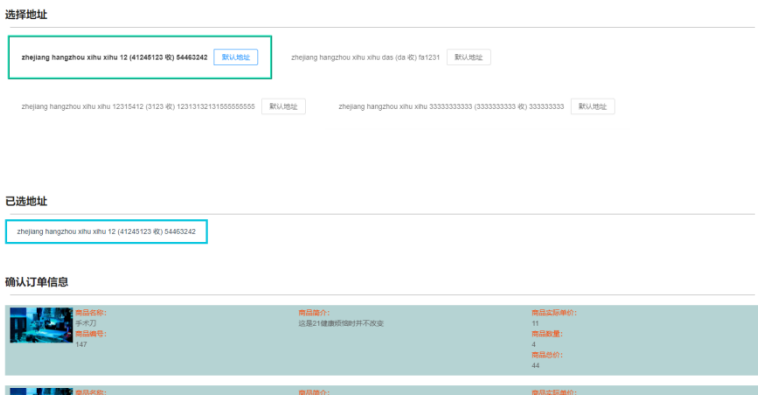 选择地址
zhejiang hangzhou xihu xihu 12 (41245123 收) 54463242 默认地址 zhejiang hangzhou xihu xihu das (da 收) fa1231 默认地址
zhejiang hangzhou xihu xihu 12315412 (3123 收) 12313132131555555555 默认地址 zhejiang hangzhou xihu xihu 33333333333 (3333333333 收) 333333333 默认地址
已选地址
zhejiang hangzhou xihu xihu 12 (41245123 收) 54463242
确认订单信息
商品名称: 商品简介: 商品实际单价:
手术刀 这是21健康烦恼时并不改变 11
商品编号: 商品数量:
147 4
商品总价:
44
商品名称: 商品简介: 商品实际单价: